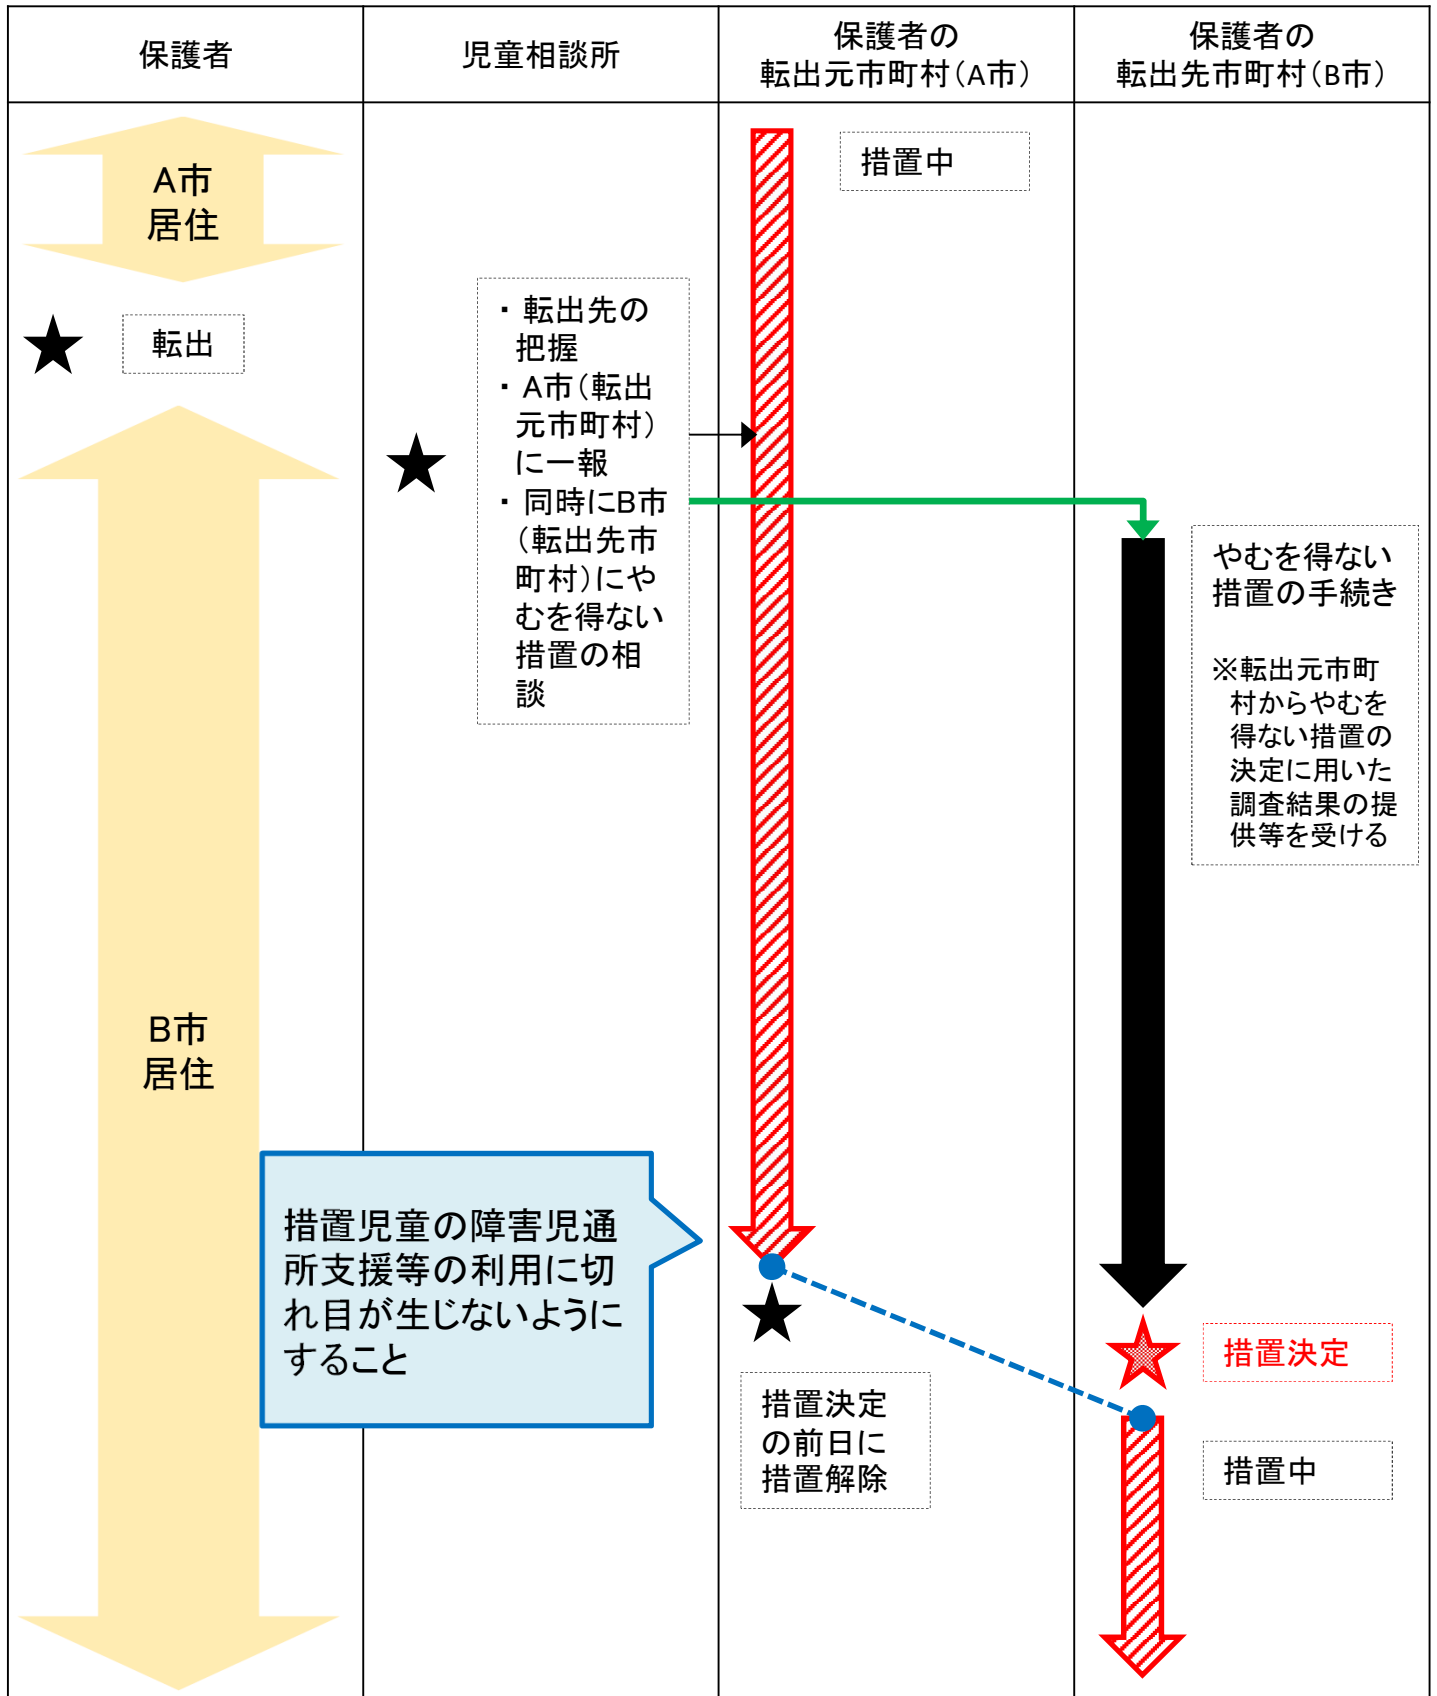 保護者
児童相談所
保護者の
転出元市町村（A市）
保護者の
転出先市町村（B市）
A市
居住
措置中
転出
・ 転出先の
把握
・ A市（転出
元市町村）
に一報
・ 同時にB市
（転出先市
町村）にや
むを得ない
措置の相
談
やむを得ない
措置の手続き
※転出元市町
村からやむを
得ない措置の
決定に用いた
調査結果の提
供等を受ける
B市
居住
措置児童の障害児通
所支援等の利用に切
れ目が生じないように
すること
措置決定
措置決定
の前日に
措置解除
措置中